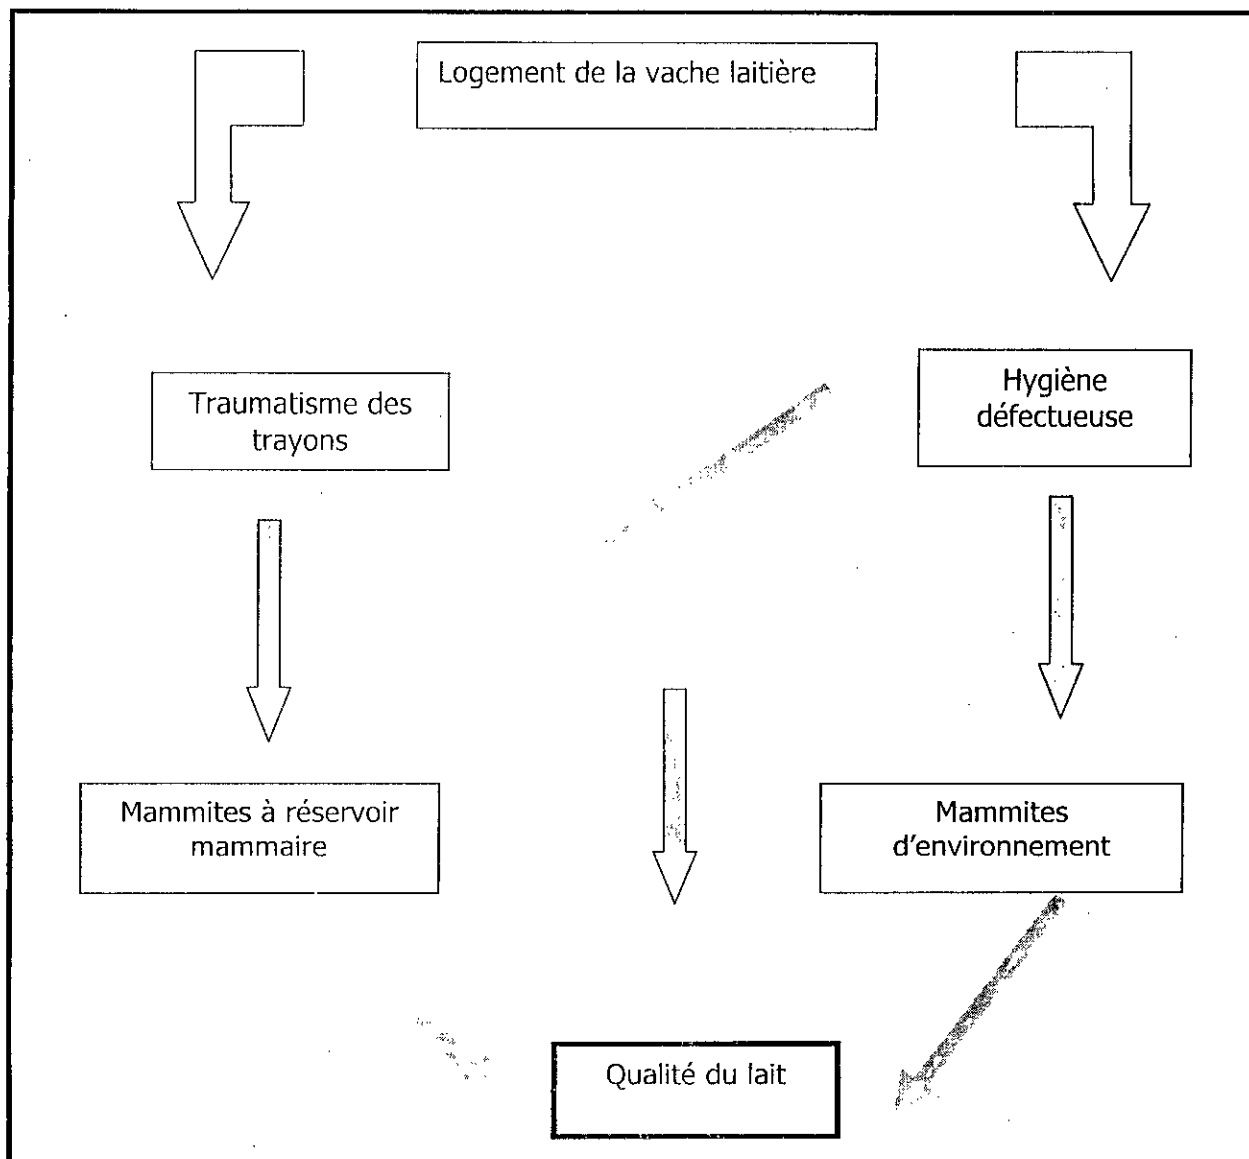 Logement de la vache laitière
Traumatisme des
trayons
Hygiène
défectueuse
Mammites à réservoir
mammaire
Mammites
d'environnement
Qualité du lait